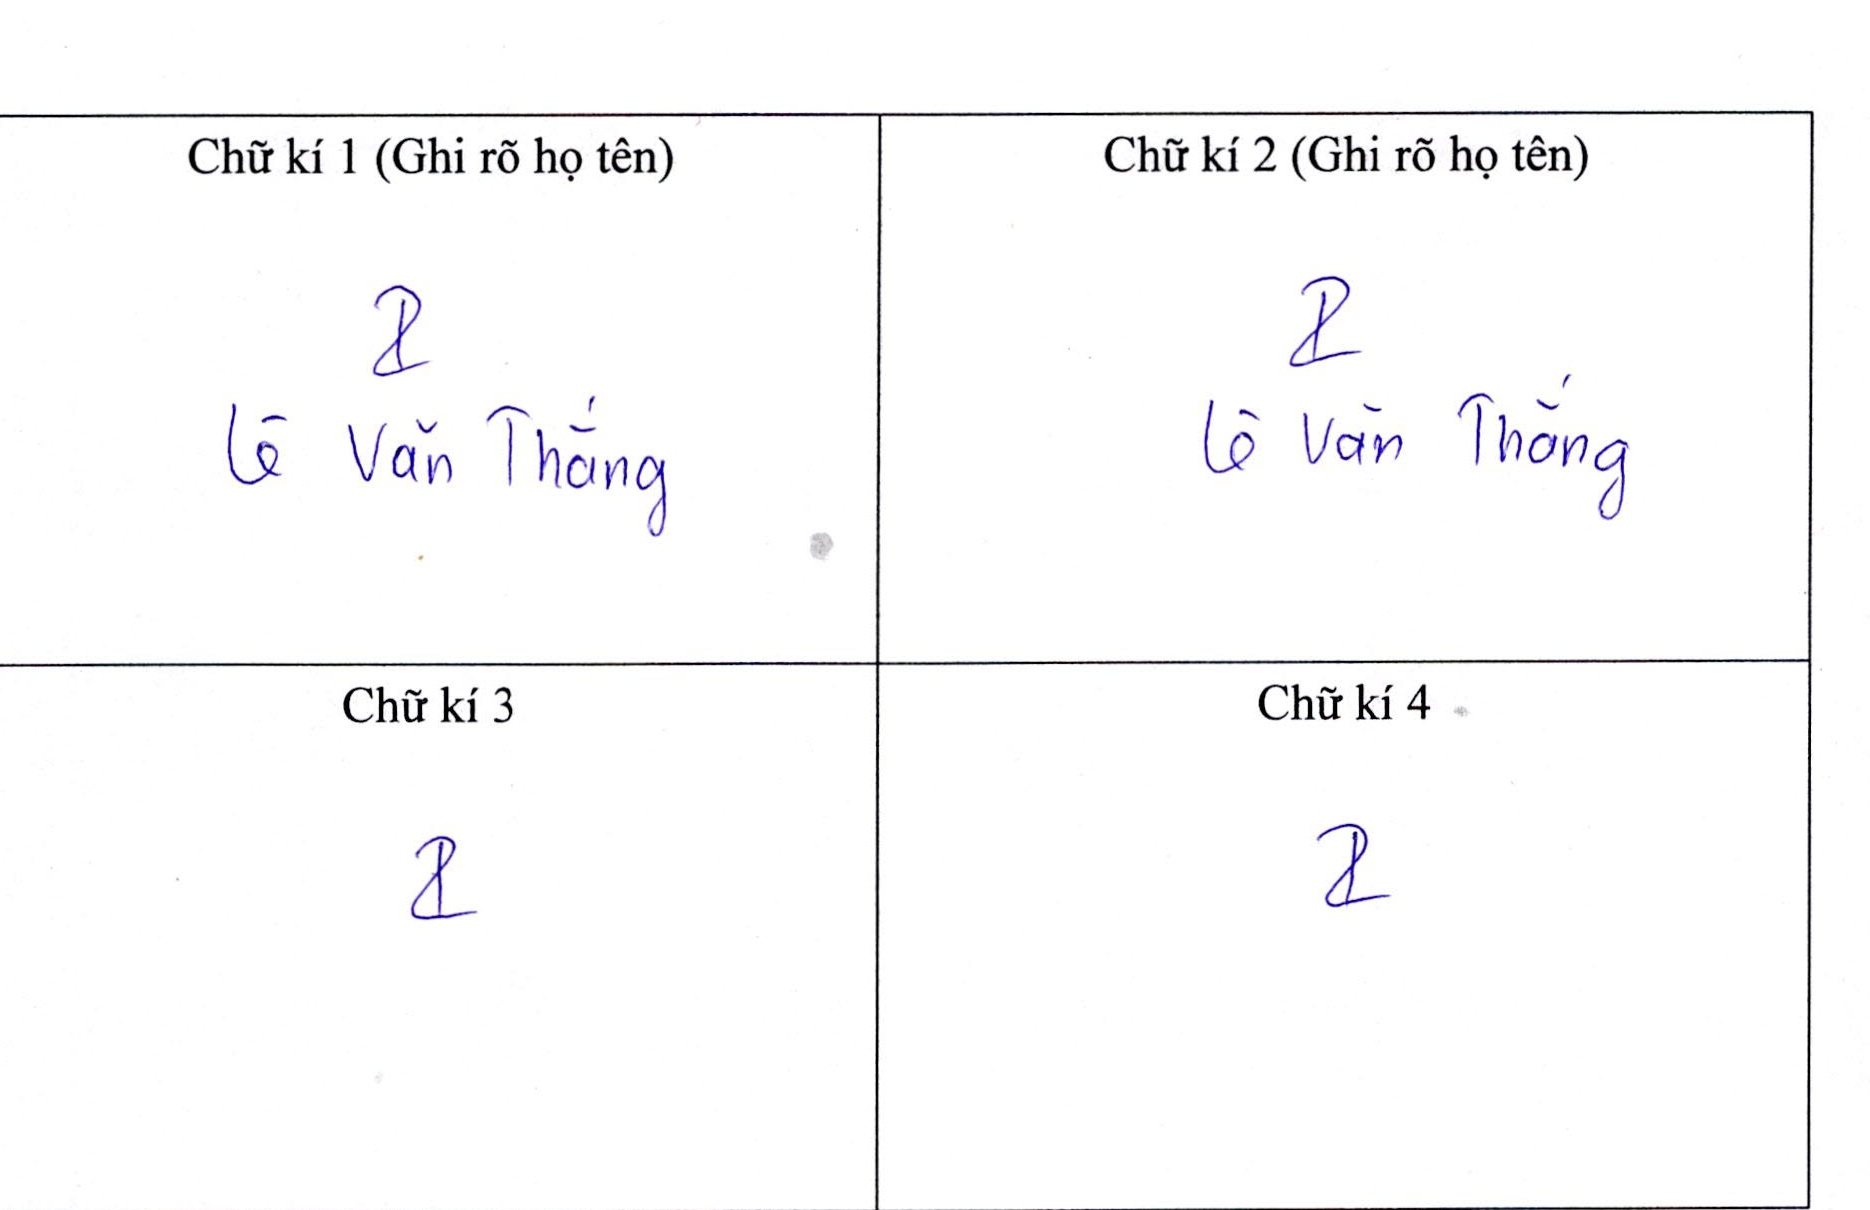 Chữ kí 1 (Ghi rõ họ tên)
Chữ kí 2 (Ghi rõ họ tên)
Lê Văn Thắng
Lê Văn Thắng
Chữ kí 3
Chữ kí 4